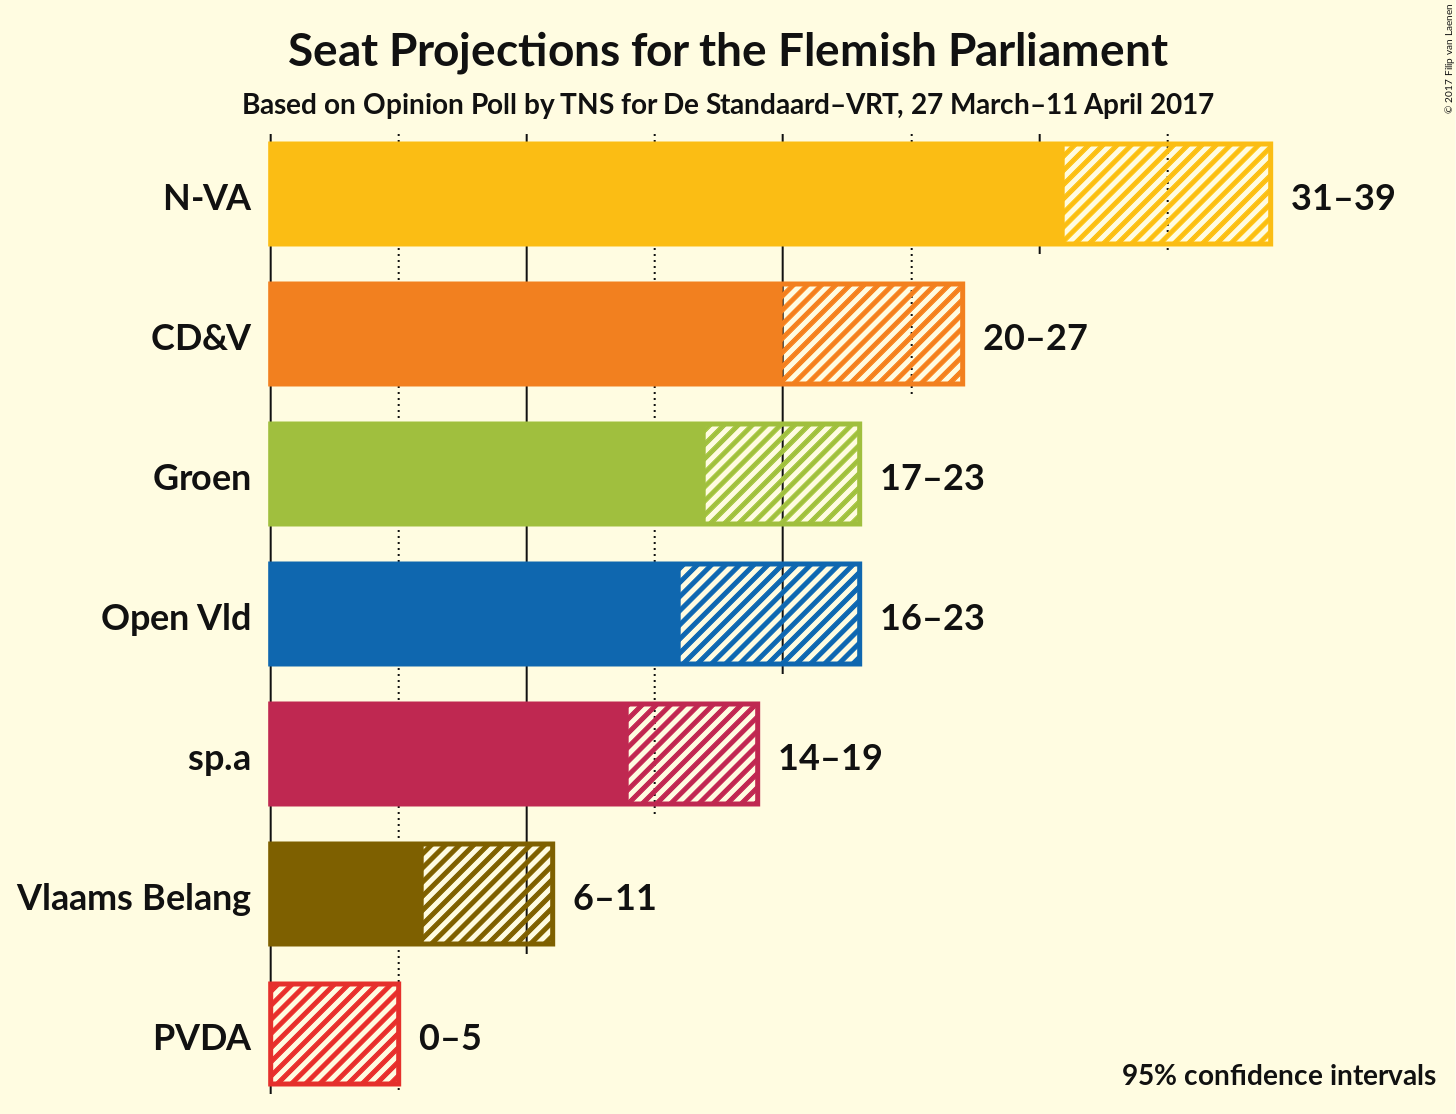 Seat Projections for the Flemish Parliament
Based on Opinion Poll by TNS for De Standaard–VRT, 27 March–11 April 2017
© 2017 Filip van Laenen
N-VA 31–39
CD&V 20–27
Groen 17–23
Open Vld 16–23
sp.a 14–19
Vlaams Belang 6–11
PVDA 0–5
95% confidence intervals